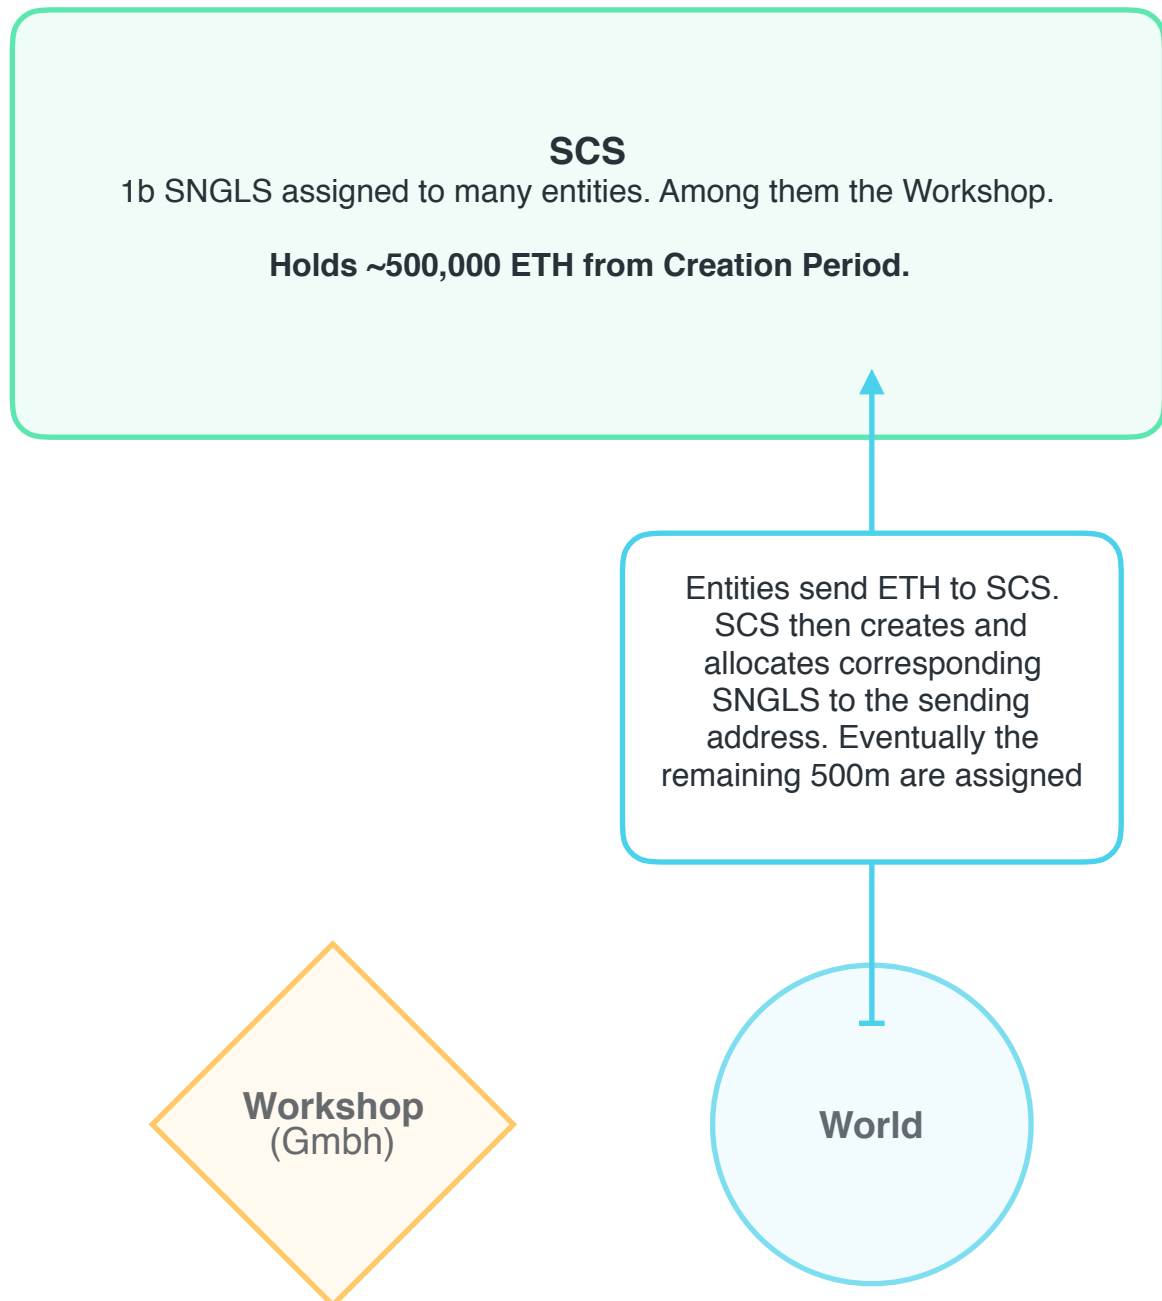 SCS
1b SNGLS assigned to many entities. Among them the Workshop.
Holds ~500,000 ETH from Creation Period.
Entities send ETH to SCS.
SCS then creates and
allocates corresponding
SNGLS to the sending
address. Eventually the
remaining 500m are assigned
Workshop
(Gmbh)
World